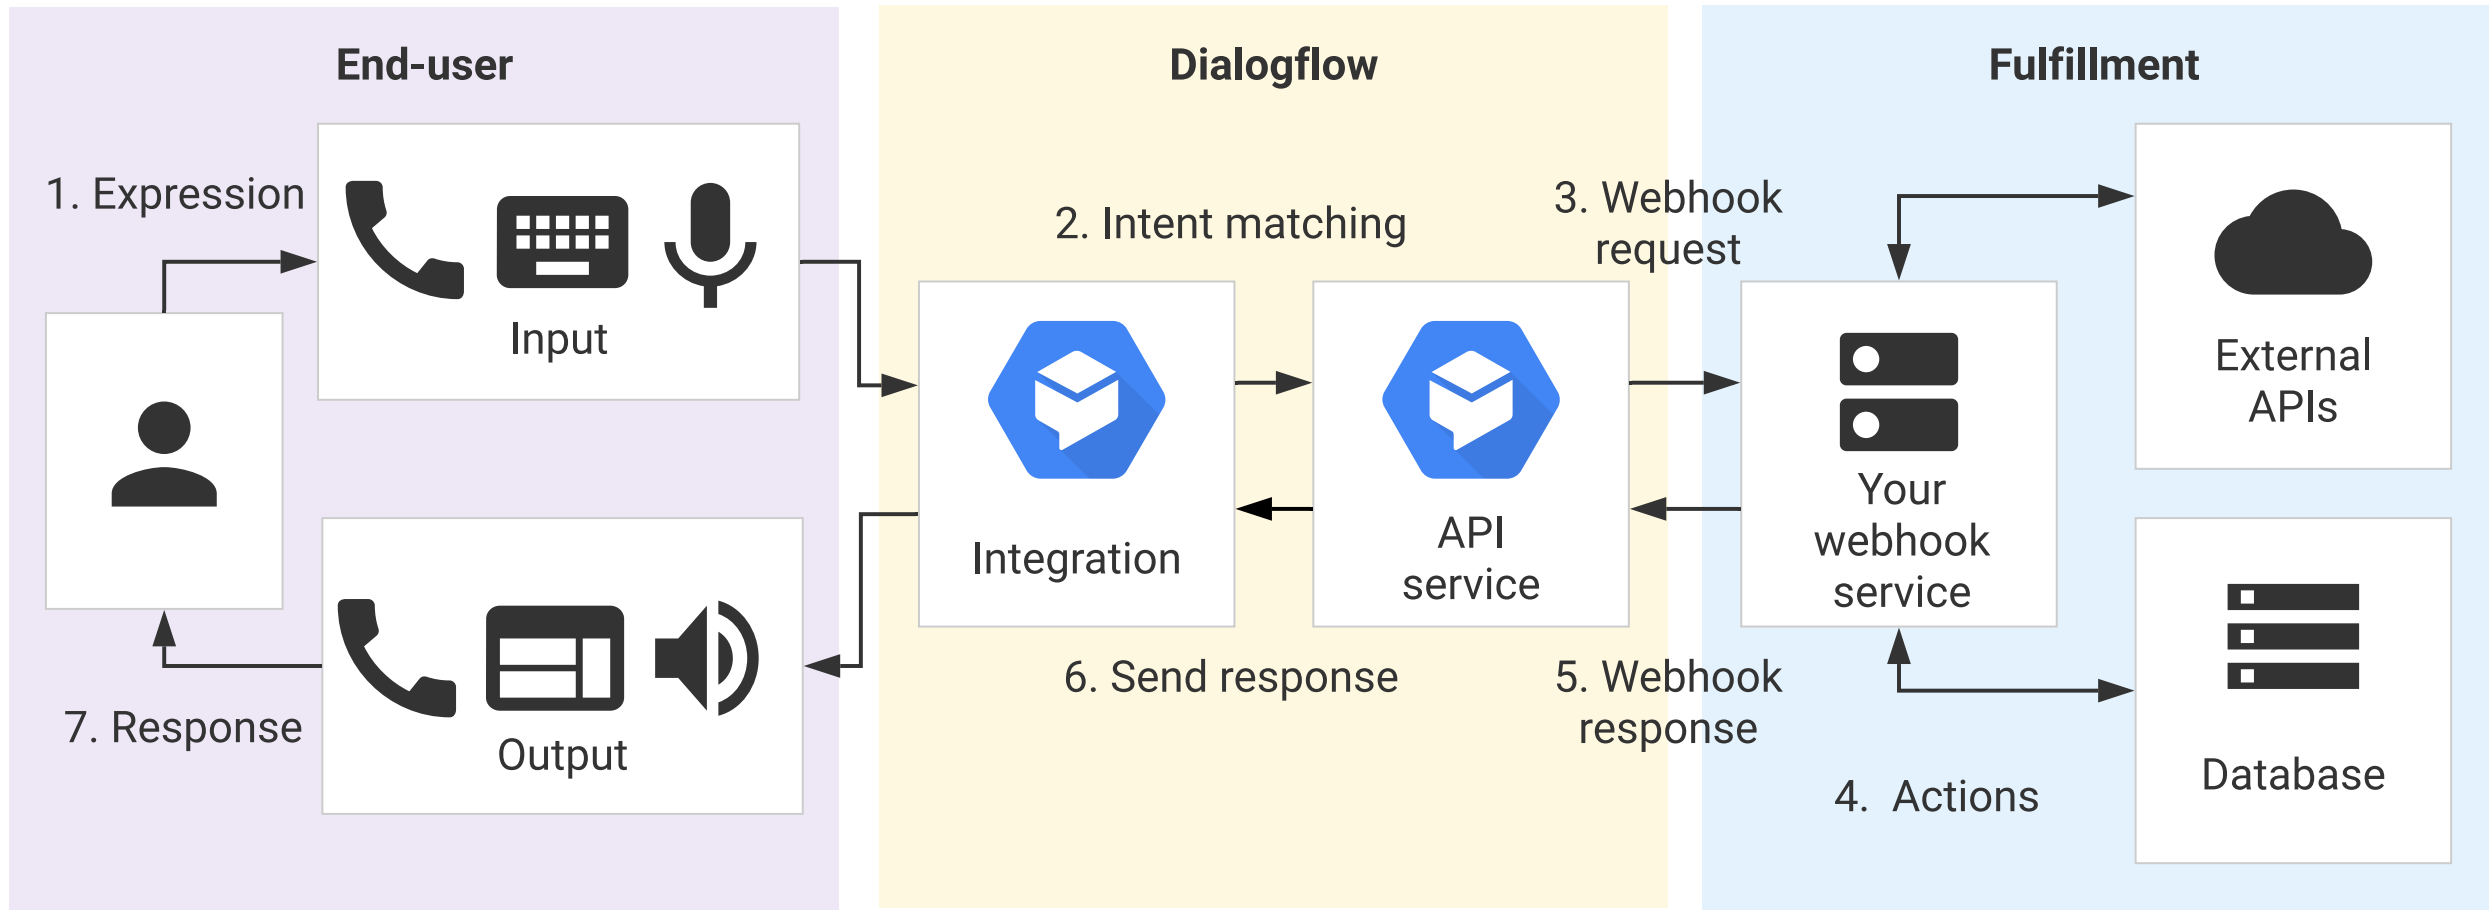 End-user
Dialogflow
Fulfillment
1. Expression
Input
2. Intent matching
3. Webhook
request
External
APIs
Integration
API
service
Your
webhook
service
7. Response
Output
6. Send response
5. Webhook
response
4.  Actions
Database